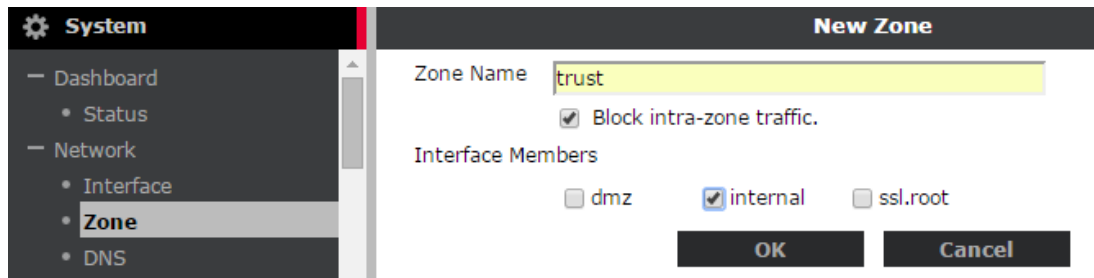 System
Dashboard
Status
Network
Interface
Zone
DNS
New Zone
Zone Name trust
Block intra-zone traffic.
Interface Members
dmz internal ssl.root
OK Cancel